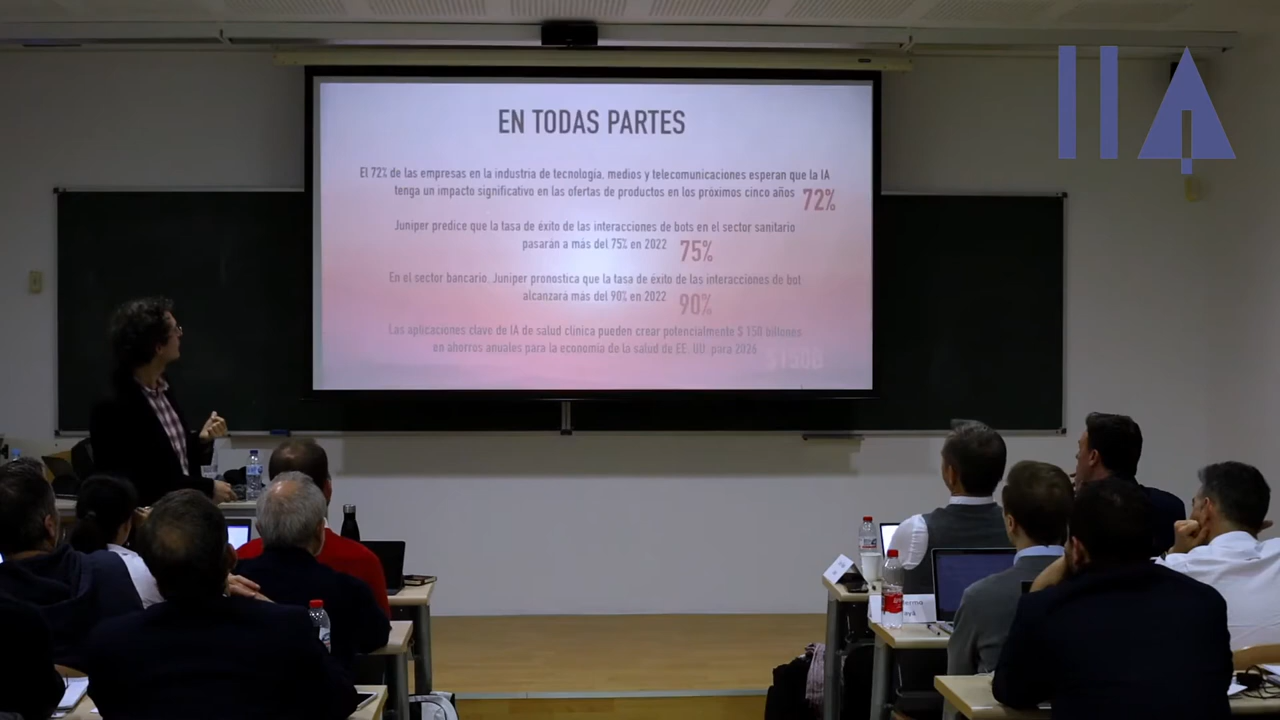 EN TODAS PARTES
El 72% de las empresas en la industria de tecnología, medios y telecomunicaciones esperan que la IA
tenga un impacto significativo en las ofertas de productos en los próximos cinco años 72%
Juniper predice que la tasa de éxito de las interacciones de bots en el sector sanitario
pasarán a más del 75% en 2022 75%
En el sector bancario, Juniper pronostica que la tasa de éxito de las interacciones de bot
alcanzará más del 90% en 2022 90%
Las aplicaciones clave de IA de salud clínica pueden crear potencialmente $ 150 billones
en ahorros anuales para la economía de la salud de EE. UU. para 2026 $150B